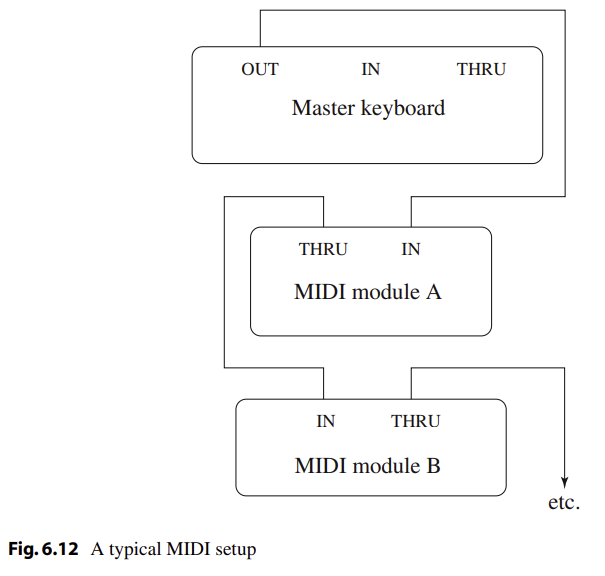 OUT IN THRU
Master keyboard
THRU IN
MIDI module A
IN THRU
MIDI module B
etc.
Fig. 6.12 A typical MIDI setup